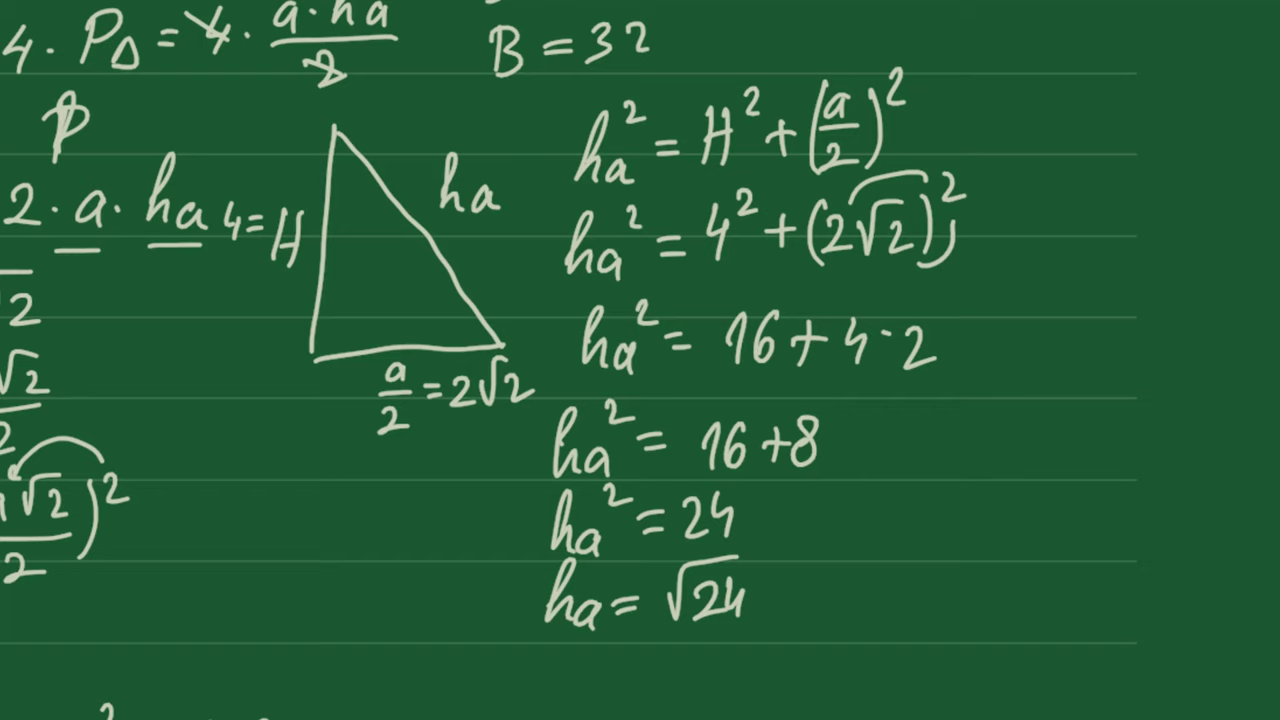 4 · P△ = 4 · a · ha / 2
B = 32
P
2 · a · ha
4 = H
ha
a/2 = 2√2
ha² = H² + (a/2)²
ha² = 4² + (2√2)²
ha² = 16 + 4 · 2
ha² = 16 + 8
ha² = 24
ha = √24
2
√2
√2)²
2